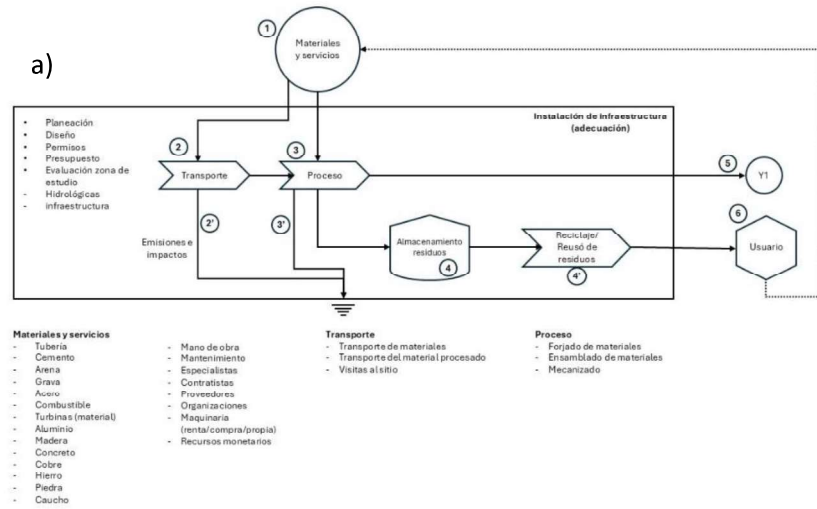 a)
1
Materiales
y servicios
Instalación de infraestructura
(adecuación)
• Planeación
• Diseño
• Permisos
• Presupuesto
• Evaluación zona de
estudio
- Hidrológicas
- infraestructura
2
Transporte
3
Proceso
5
Y1
2'
3'
Emisiones e
impactos
Almacenamiento
residuos
4
Reciclaje/
Reusó de
residuos
4'
6
Usuario
Materiales y servicios
- Tubería
- Cemento
- Arena
- Grava
- Acero
- Combustible
- Turbinas (material)
- Aluminio
- Madera
- Concreto
- Cobre
- Hierro
- Piedra
- Caucho
- Mano de obra
- Mantenimiento
- Especialistas
- Contratistas
- Proveedores
- Organizaciones
- Maquinaria
(renta/compra/propia)
- Recursos monetarios
Transporte
- Transporte de materiales
- Transporte del material procesado
- Visitas al sitio
Proceso
- Forjado de materiales
- Ensamblado de materiales
- Mecanizado